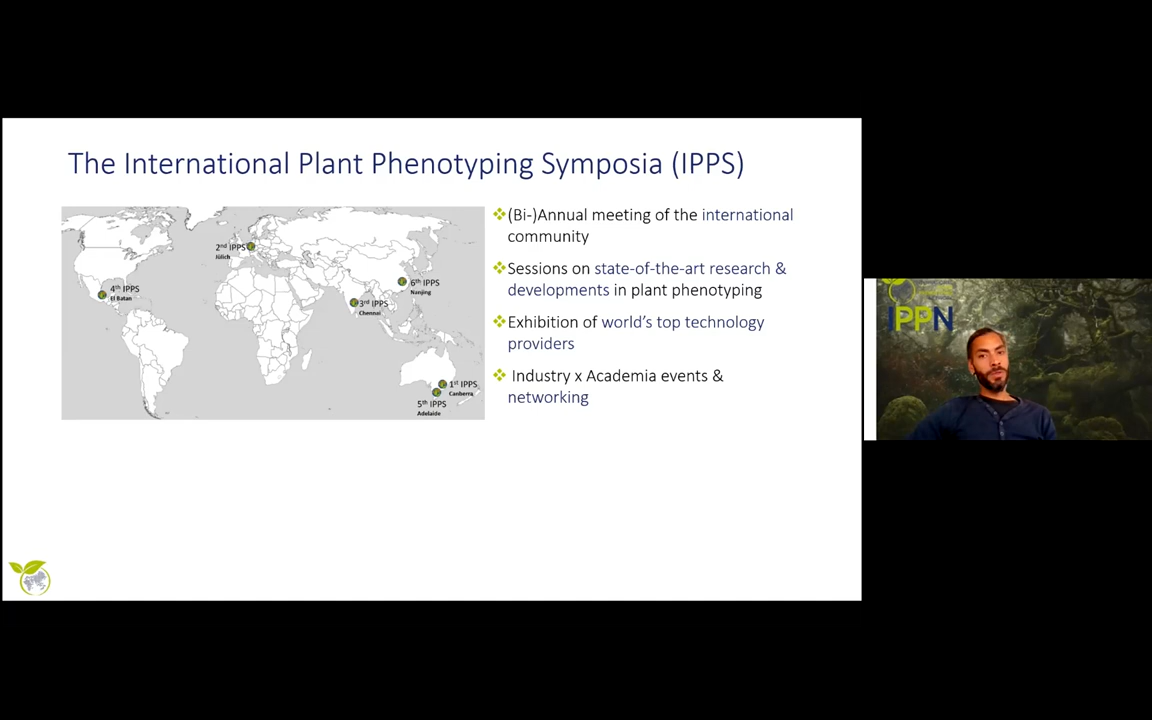 The International Plant Phenotyping Symposia (IPPS)
2nd IPPS
Jülich
4th IPPS
El Batan
6th IPPS
Nanjing
3rd IPPS
Chennai
1st IPPS
Canberra
5th IPPS
Adelaide
(Bi-)Annual meeting of the international
community
Sessions on state-of-the-art research &
developments in plant phenotyping
Exhibition of world’s top technology
providers
Industry x Academia events &
networking
IPPN